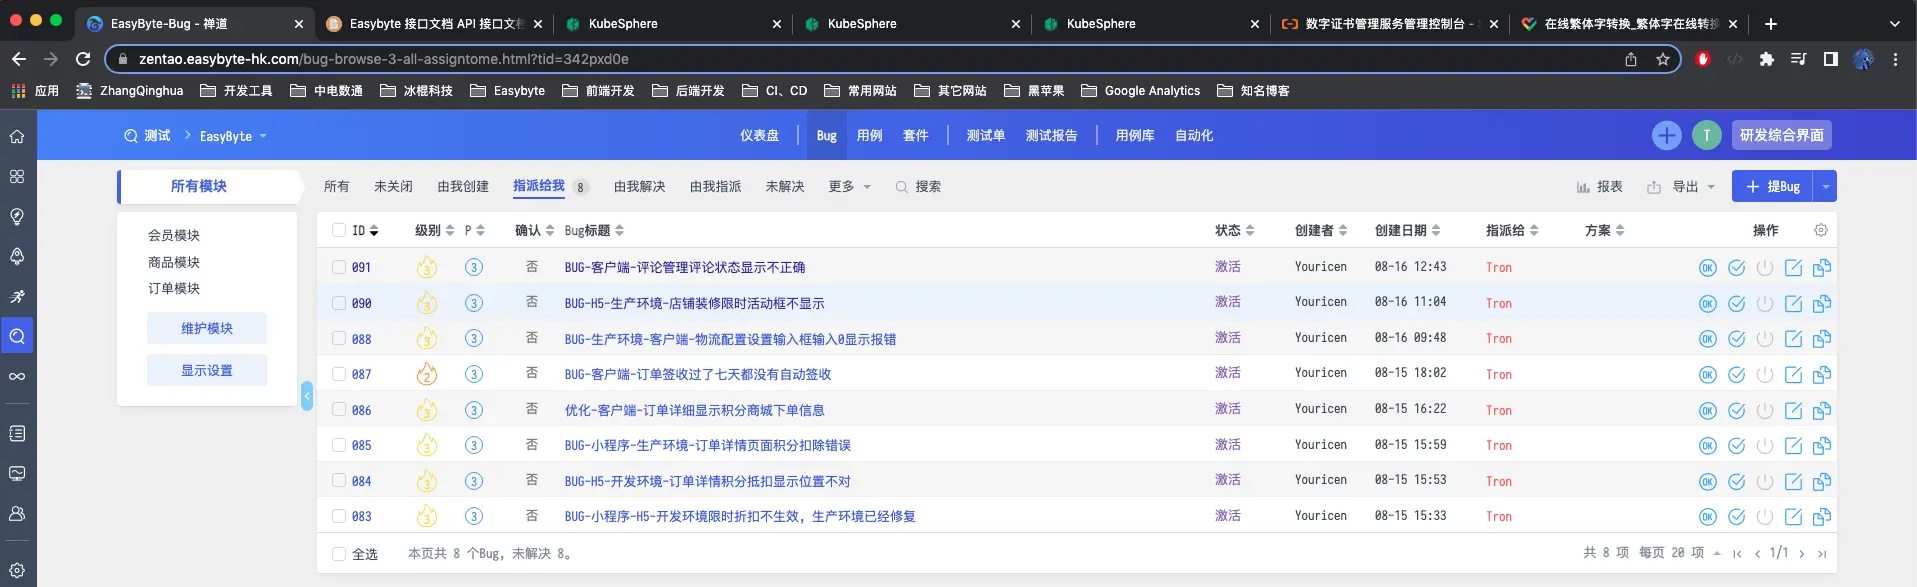 EasyByte-Bug - 禅道
Easybyte 接口文档 API 接口文档
KubeSphere
KubeSphere
KubeSphere
数字证书管理服务管理控制台 -
在线繁体字转换_繁体字在线转换
zentao.easybyte-hk.com/bug-browse-3-all-assigntome.html?tid=342pxd0e
应用 ZhangQinghua 开发工具 中电数通 冰棍科技 Easybyte 前端开发 后端开发 CI、CD 常用网站 其它网站 黑苹果 Google Analytics 知名博客
测试 EasyByte 仪表盘 Bug 用例 套件 测试单 测试报告 用例库 自动化 T 研发综合界面
所有模块 所有 未关闭 由我创建 指派给我 8 由我解决 由我指派 未解决 更多 搜索 报表 导出 提Bug
会员模块
商品模块
订单模块
维护模块
显示设置
ID 级别 P 确认 Bug标题 状态 创建者 创建日期 指派给 方案 操作
091 3 3 否 BUG-客户端-评论管理评论状态显示不正确 激活 Youricen 08-16 12:43 Tron OK
090 3 3 否 BUG-H5-生产环境-店铺装修限时活动框不显示 激活 Youricen 08-16 11:04 Tron OK
088 3 3 否 BUG-生产环境-客户端-物流配置设置输入框输入0显示报错 激活 Youricen 08-16 09:48 Tron OK
087 2 3 否 BUG-客户端-订单签收过了七天都没有自动签收 激活 Youricen 08-15 18:02 Tron OK
086 3 3 否 优化-客户端-订单详细显示积分商城下单信息 激活 Youricen 08-15 16:22 Tron OK
085 3 3 否 BUG-小程序-生产环境-订单详情页面积分扣除错误 激活 Youricen 08-15 15:59 Tron OK
084 3 3 否 BUG-H5-开发环境-订单详情积分抵扣显示位置不对 激活 Youricen 08-15 15:53 Tron OK
083 3 3 否 BUG-小程序-H5-开发环境限时折扣不生效，生产环境已经修复 激活 Youricen 08-15 15:33 Tron OK
全选 本页共 8 个Bug，未解决 8。 共 8 项 每页 20 项 1/1